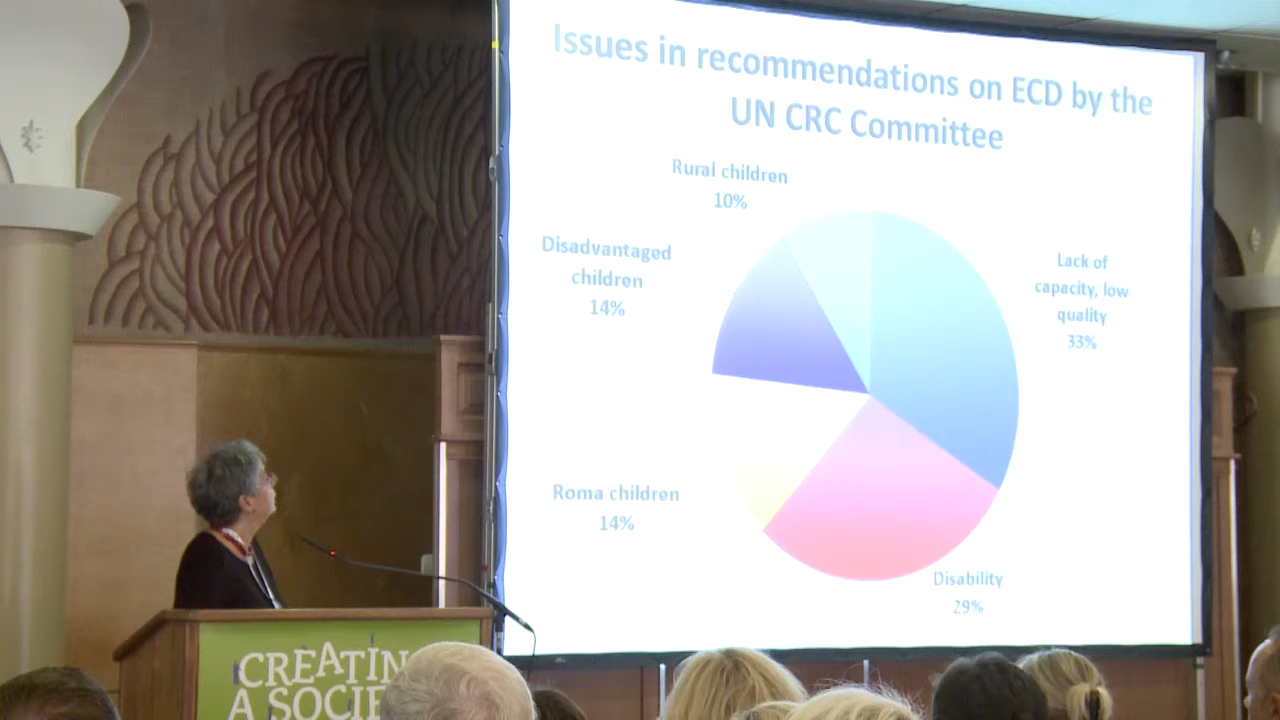 Issues in recommendations on ECD by the
UN CRC Committee
Rural children
10%
Disadvantaged
children
14%
Lack of
capacity, low
quality
33%
Roma children
14%
Disability
29%
CREATIN
A SOCIE